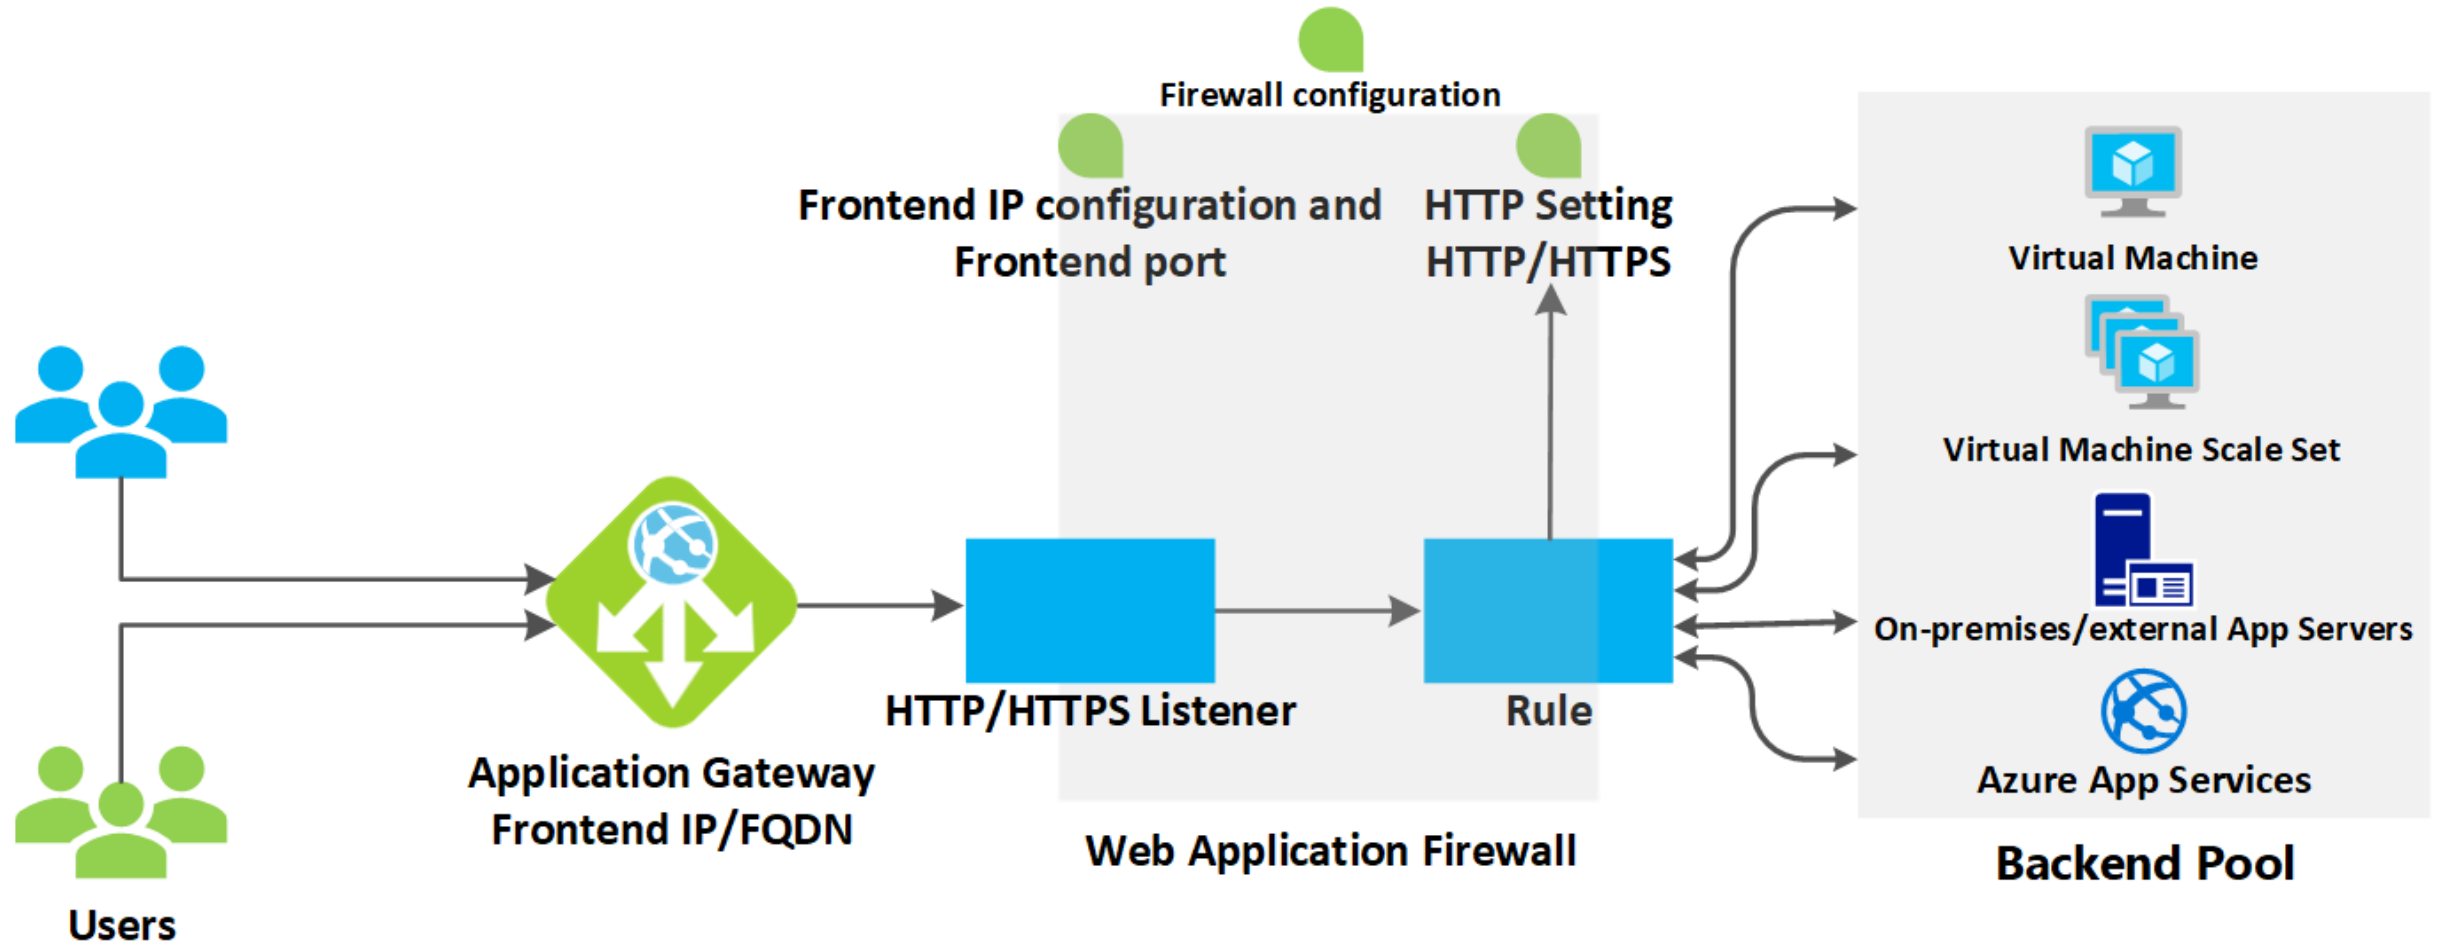 Firewall configuration
Frontend IP configuration and
Frontend port
HTTP Setting
HTTP/HTTPS
Virtual Machine
Virtual Machine Scale Set
On-premises/external App Servers
Azure App Services
Backend Pool
HTTP/HTTPS Listener
Rule
Web Application Firewall
Application Gateway
Frontend IP/FQDN
Users